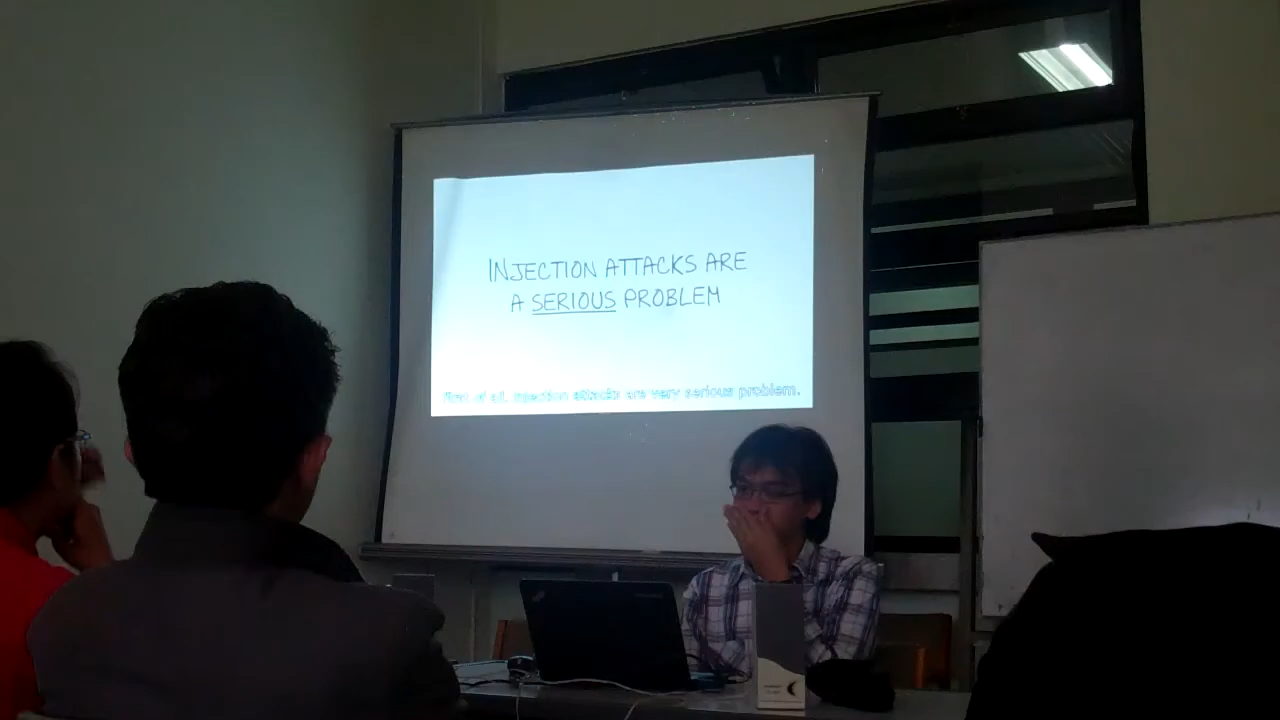 INJECTION ATTACKS ARE
A SERIOUS PROBLEM
first of all, injection attacks are very serious problem.